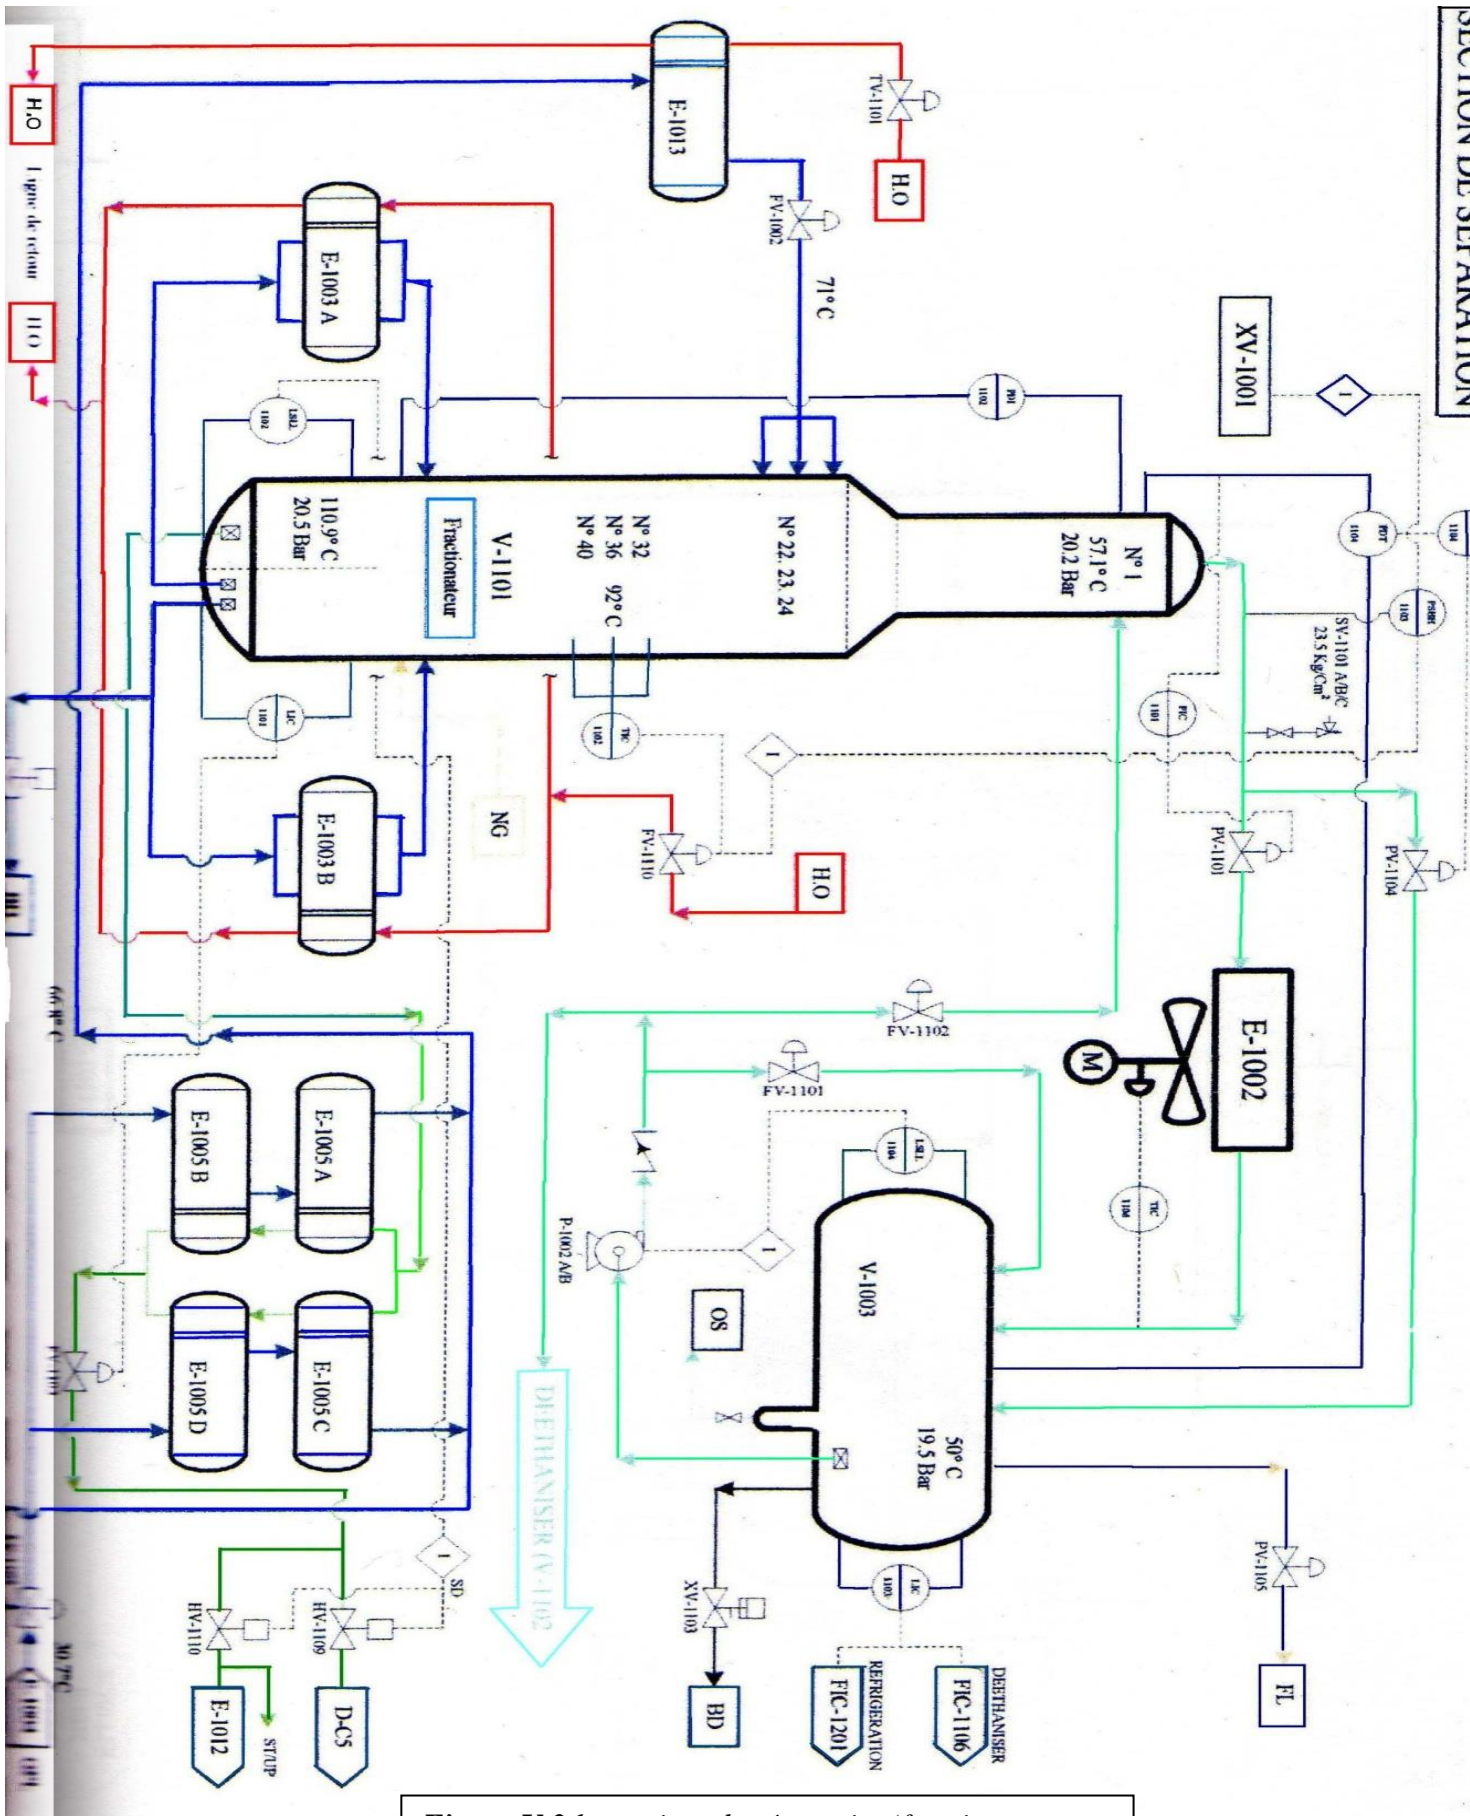 SECTION DE SEPARATION
H.O
Ligne de retour
H.O
E-1013
TV-1101
H.O
FV-1002
71° C
E-1003 A
XV-1001
I
PDI
1102
LSLL
1102
110.9° C
20.5 Bar
Fractionateur
V-1101
N° 32
N° 36 92° C
N° 40
N° 22. 23. 24
N° 1
57.1° C
20.2 Bar
PDT
1104
1104
PSHH
1103
SV-1101 A/B/C
23.5 Kg/Cm²
PIC
1101
LIC
1101
TIC
1102
I
E-1003 B
NG
FV-1110
H.O
PV-1101
PV-1104
E-1002
M
TIC
1104
FV-1102
FV-1101
LSLL
1104
P-1002 A/B
I
V-1003
OS
50° C
19.5 Bar
66.8° C
E-1005 B
E-1005 A
E-1005 D
E-1005 C
DEETHANISER (V-1102
LIC
1103
XV-1103
BD
PV-1105
FL
I
SD
HV-1110
HV-1109
E-1012
ST/UP
D-C5
REFRIGERATION
FIC-1201
DEETHANISER
FIC-1106
30.7°C